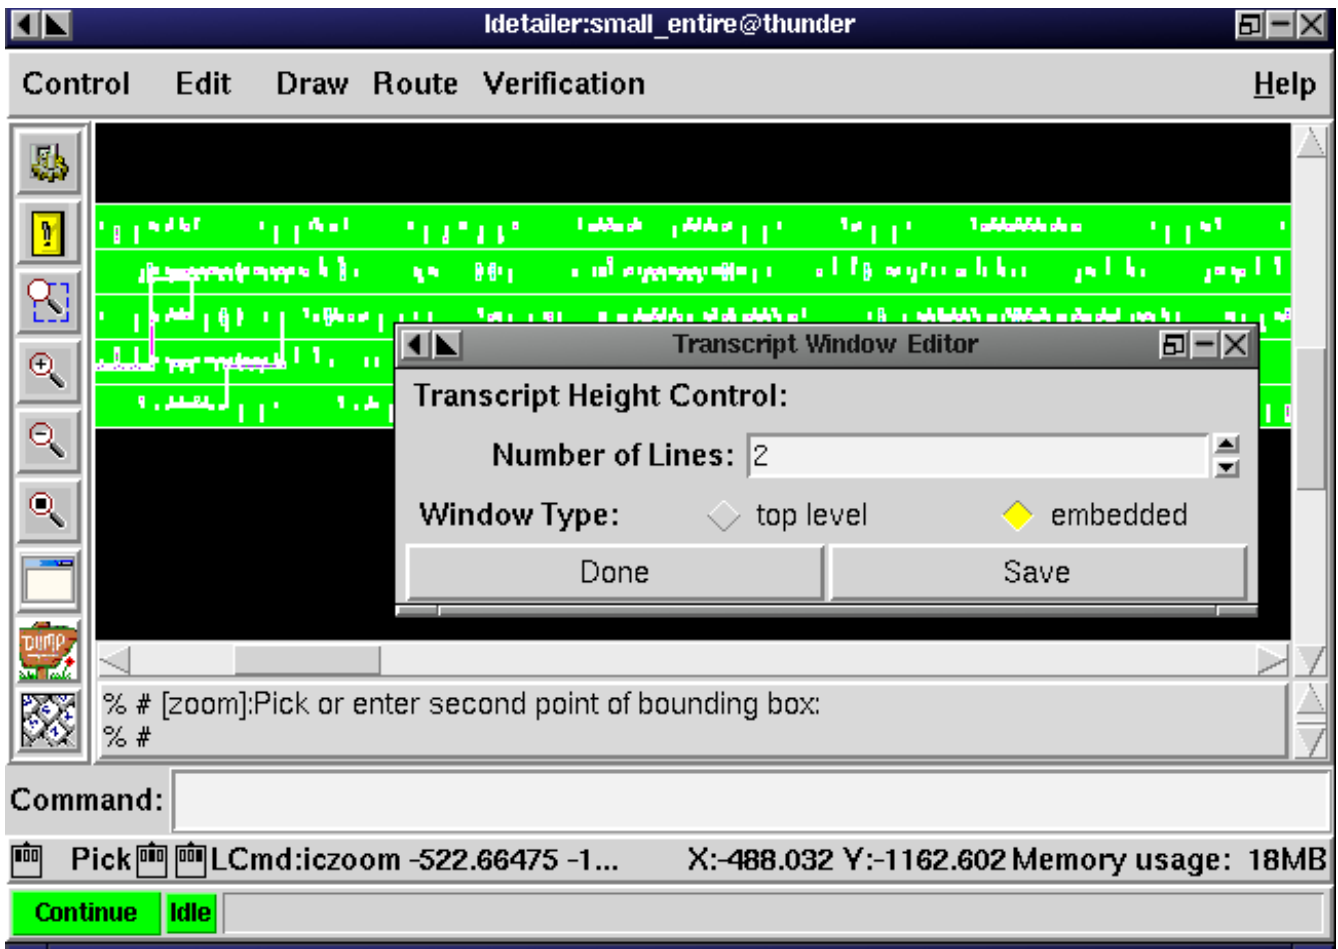 ldetailer:small_entire@thunder
Control Edit Draw Route Verification Help
Transcript Window Editor
Transcript Height Control:
Number of Lines: 2
Window Type: top level embedded
Done Save
DUMP
% # [zoom]:Pick or enter second point of bounding box:
% #
Command:
Pick LCmd:iczoom -522.66475 -1... X:-488.032 Y:-1162.602 Memory usage: 18MB
Continue Idle